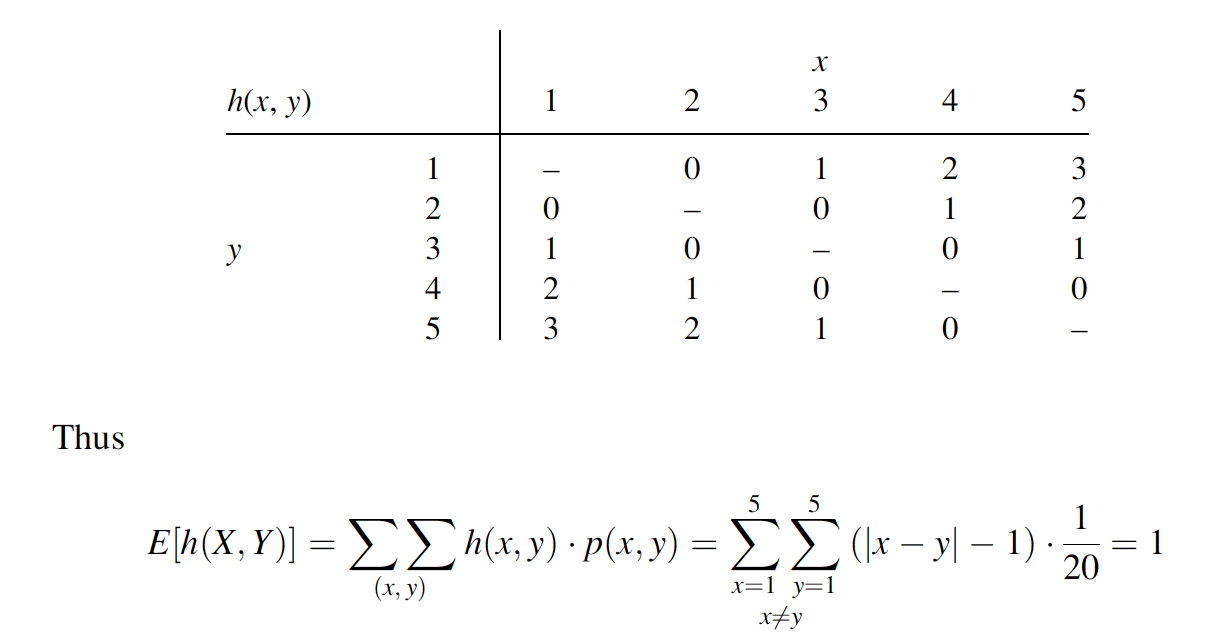 x
h(x, y) 1 2 3 4 5
1 – 0 1 2 3
2 0 – 0 1 2
y 3 1 0 – 0 1
4 2 1 0 – 0
5 3 2 1 0 –
Thus
E[h(X,Y)] = ∑∑_{(x,y)} h(x,y) · p(x,y) = ∑_{x=1}^{5} ∑_{y=1}^{5}_{x≠y} (|x − y| − 1) · 1/20 = 1